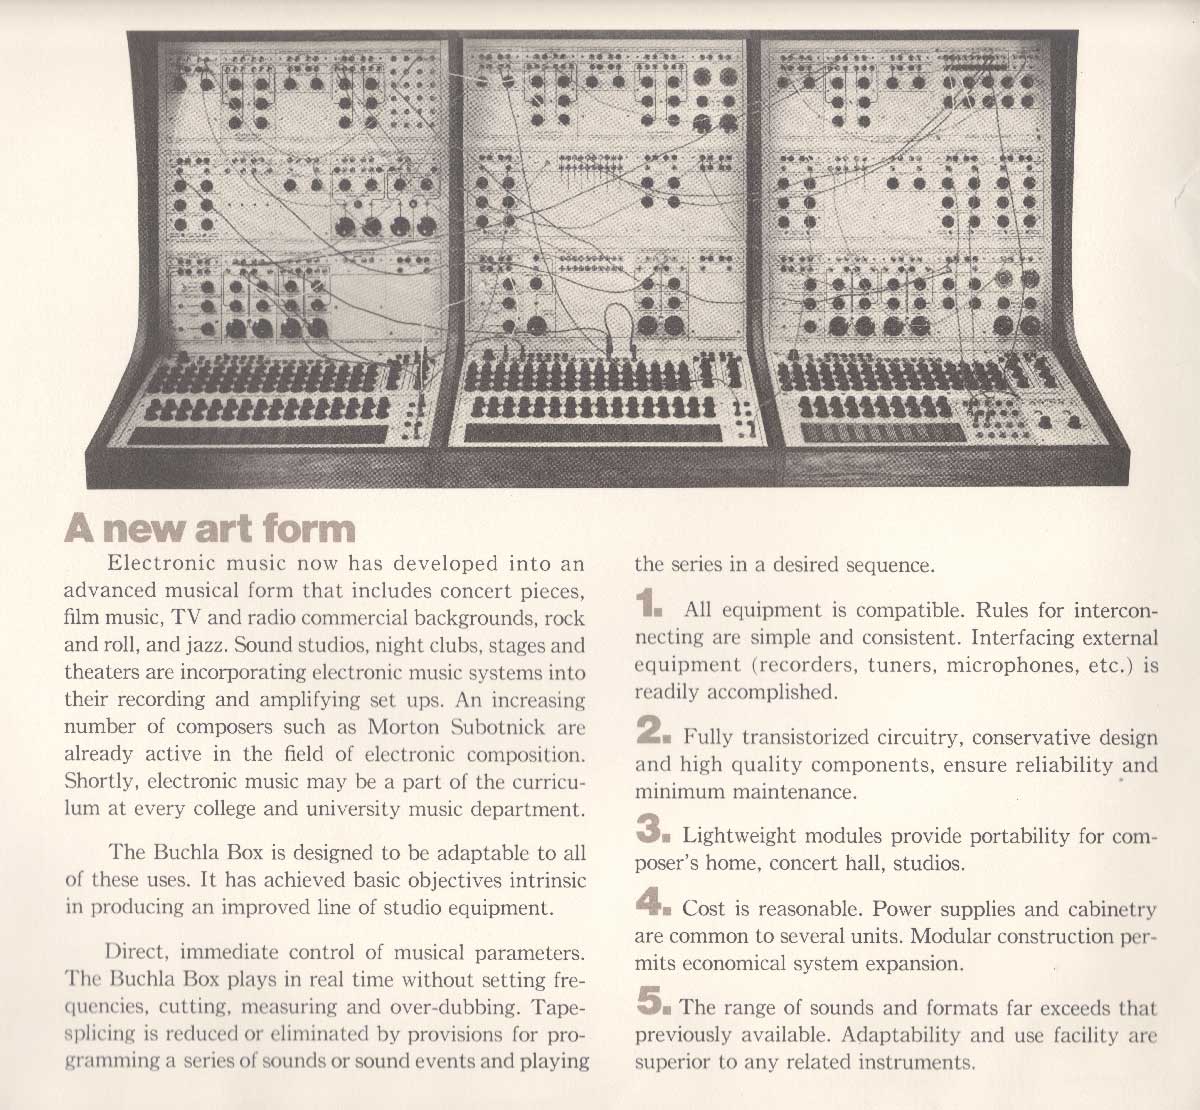 A new art form
Electronic music now has developed into an
advanced musical form that includes concert pieces,
film music, TV and radio commercial backgrounds, rock
and roll, and jazz. Sound studios, night clubs, stages and
theaters are incorporating electronic music systems into
their recording and amplifying set ups. An increasing
number of composers such as Morton Subotnick are
already active in the field of electronic composition.
Shortly, electronic music may be a part of the curricu-
lum at every college and university music department.
The Buchla Box is designed to be adaptable to all
of these uses. It has achieved basic objectives intrinsic
in producing an improved line of studio equipment.
Direct, immediate control of musical parameters.
The Buchla Box plays in real time without setting fre-
quencies, cutting, measuring and over-dubbing. Tape-
splicing is reduced or eliminated by provisions for pro-
gramming a series of sounds or sound events and playing
the series in a desired sequence.
1. All equipment is compatible. Rules for intercon-
necting are simple and consistent. Interfacing external
equipment (recorders, tuners, microphones, etc.) is
readily accomplished.
2. Fully transistorized circuitry, conservative design
and high quality components, ensure reliability and
minimum maintenance.
3. Lightweight modules provide portability for com-
poser's home, concert hall, studios.
4. Cost is reasonable. Power supplies and cabinetry
are common to several units. Modular construction per-
mits economical system expansion.
5. The range of sounds and formats far exceeds that
previously available. Adaptability and use facility are
superior to any related instruments.